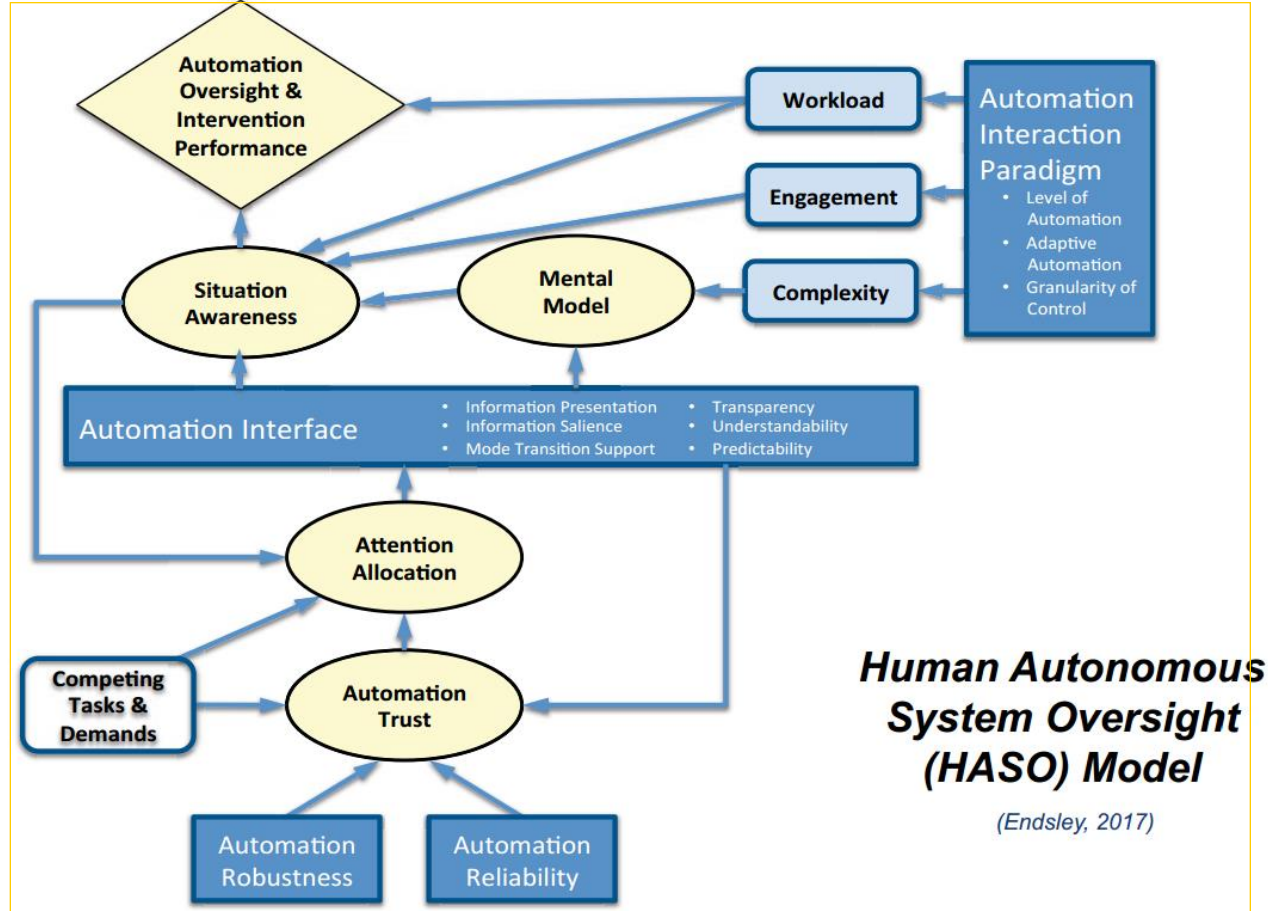 Automation
Oversight &
Intervention
Performance
Workload
Engagement
Complexity
Automation
Interaction
Paradigm
• Level of
Automation
• Adaptive
Automation
• Granularity of
Control
Situation
Awareness
Mental
Model
Automation Interface
• Information Presentation
• Information Salience
• Mode Transition Support
• Transparency
• Understandability
• Predictability
Attention
Allocation
Competing
Tasks &
Demands
Automation
Trust
Automation
Robustness
Automation
Reliability
Human Autonomous
System Oversight
(HASO) Model
(Endsley, 2017)